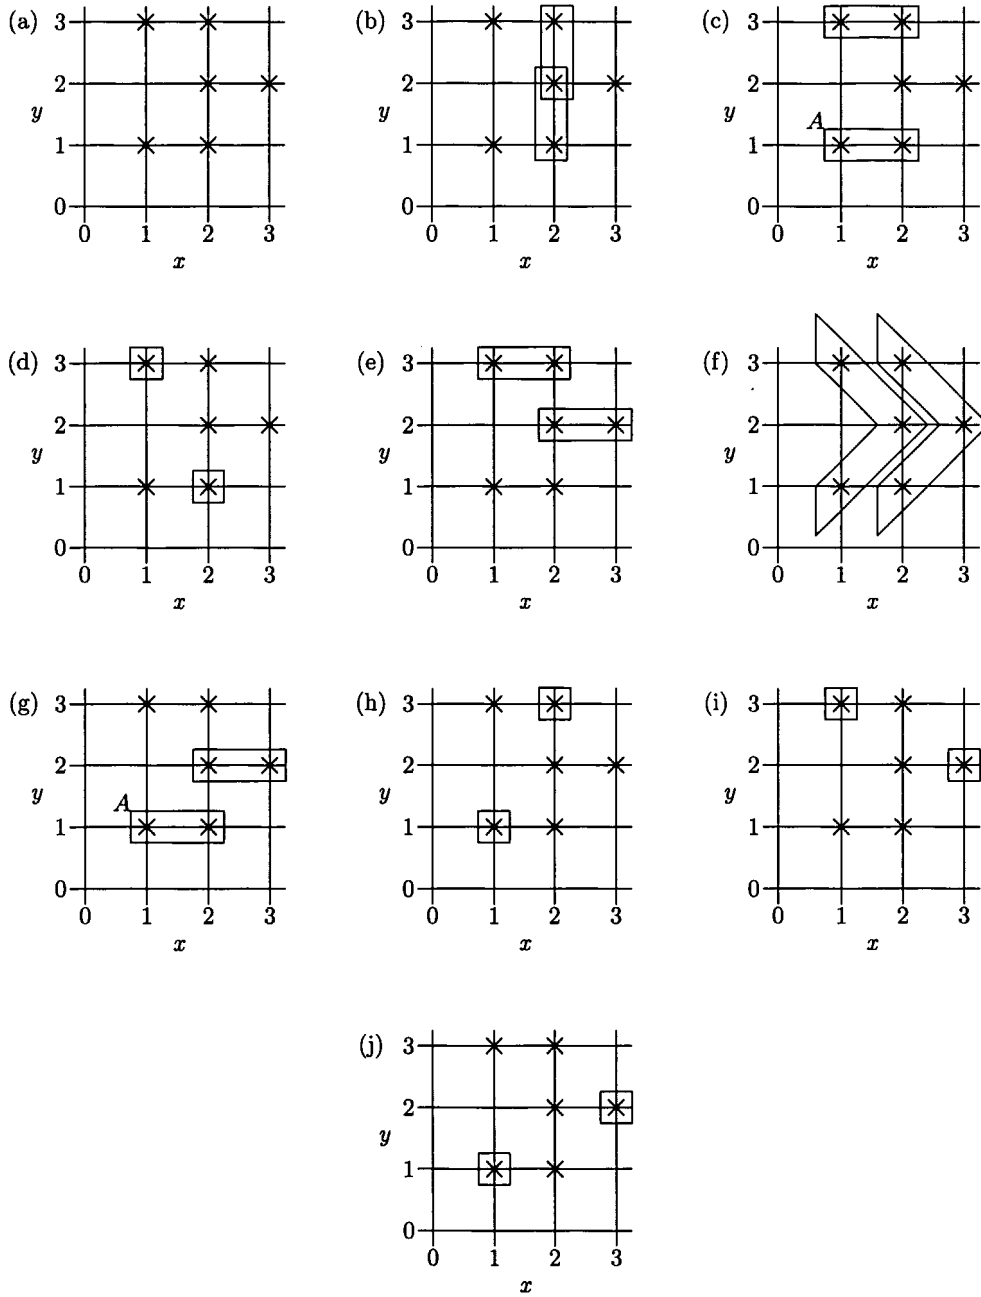 (a) 3 (b) 3 (c) 3
2 2 2
y y y A
1 1 1
0 0 0
0 1 2 3 0 1 2 3 0 1 2 3
x x x
(d) 3 (e) 3 (f) 3
2 2 2
y y y
1 1 1
0 0 0
0 1 2 3 0 1 2 3 0 1 2 3
x x x
(g) 3 (h) 3 (i) 3
2 2 2
y A y y
1 1 1
0 0 0
0 1 2 3 0 1 2 3 0 1 2 3
x x x
(j) 3
2
y
1
0
0 1 2 3
x